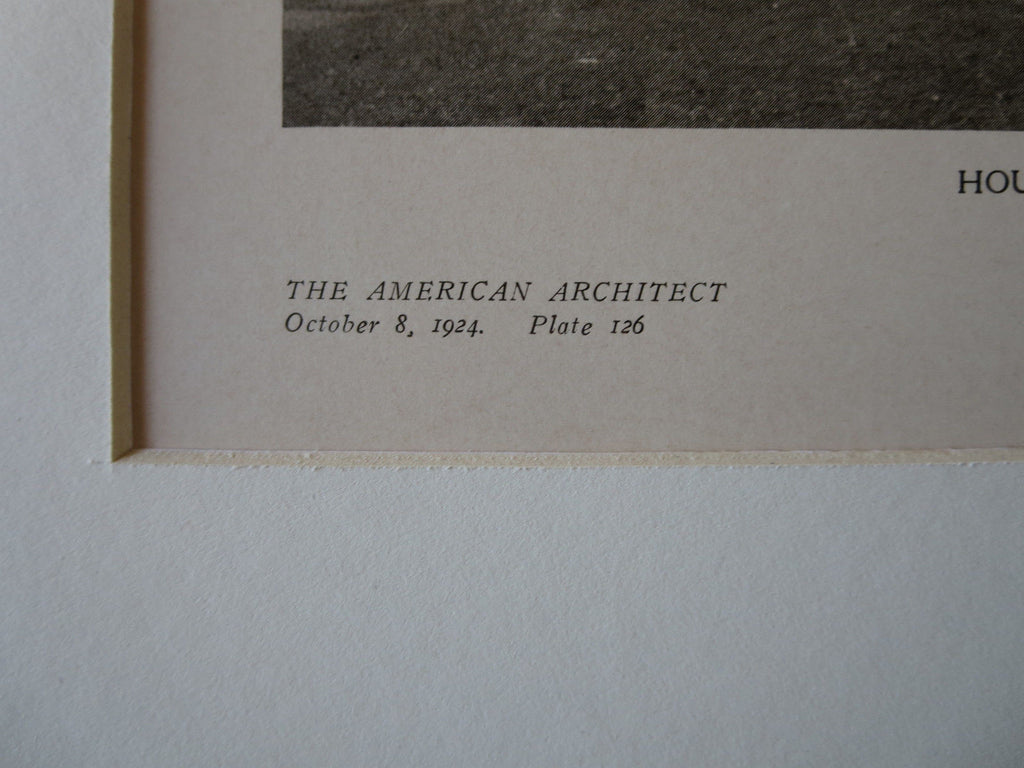 HOU
THE AMERICAN ARCHITECT
October 8, 1924. Plate 126